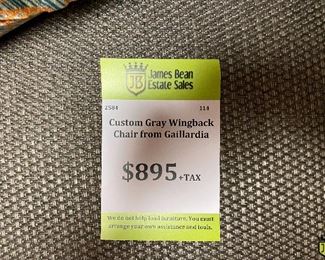 JB
James Bean
Estate Sales
2584 114
Custom Gray Wingback
Chair from Gaillardia
$895+TAX
We do not help load furniture. You must
arrange your own assistance and tools.